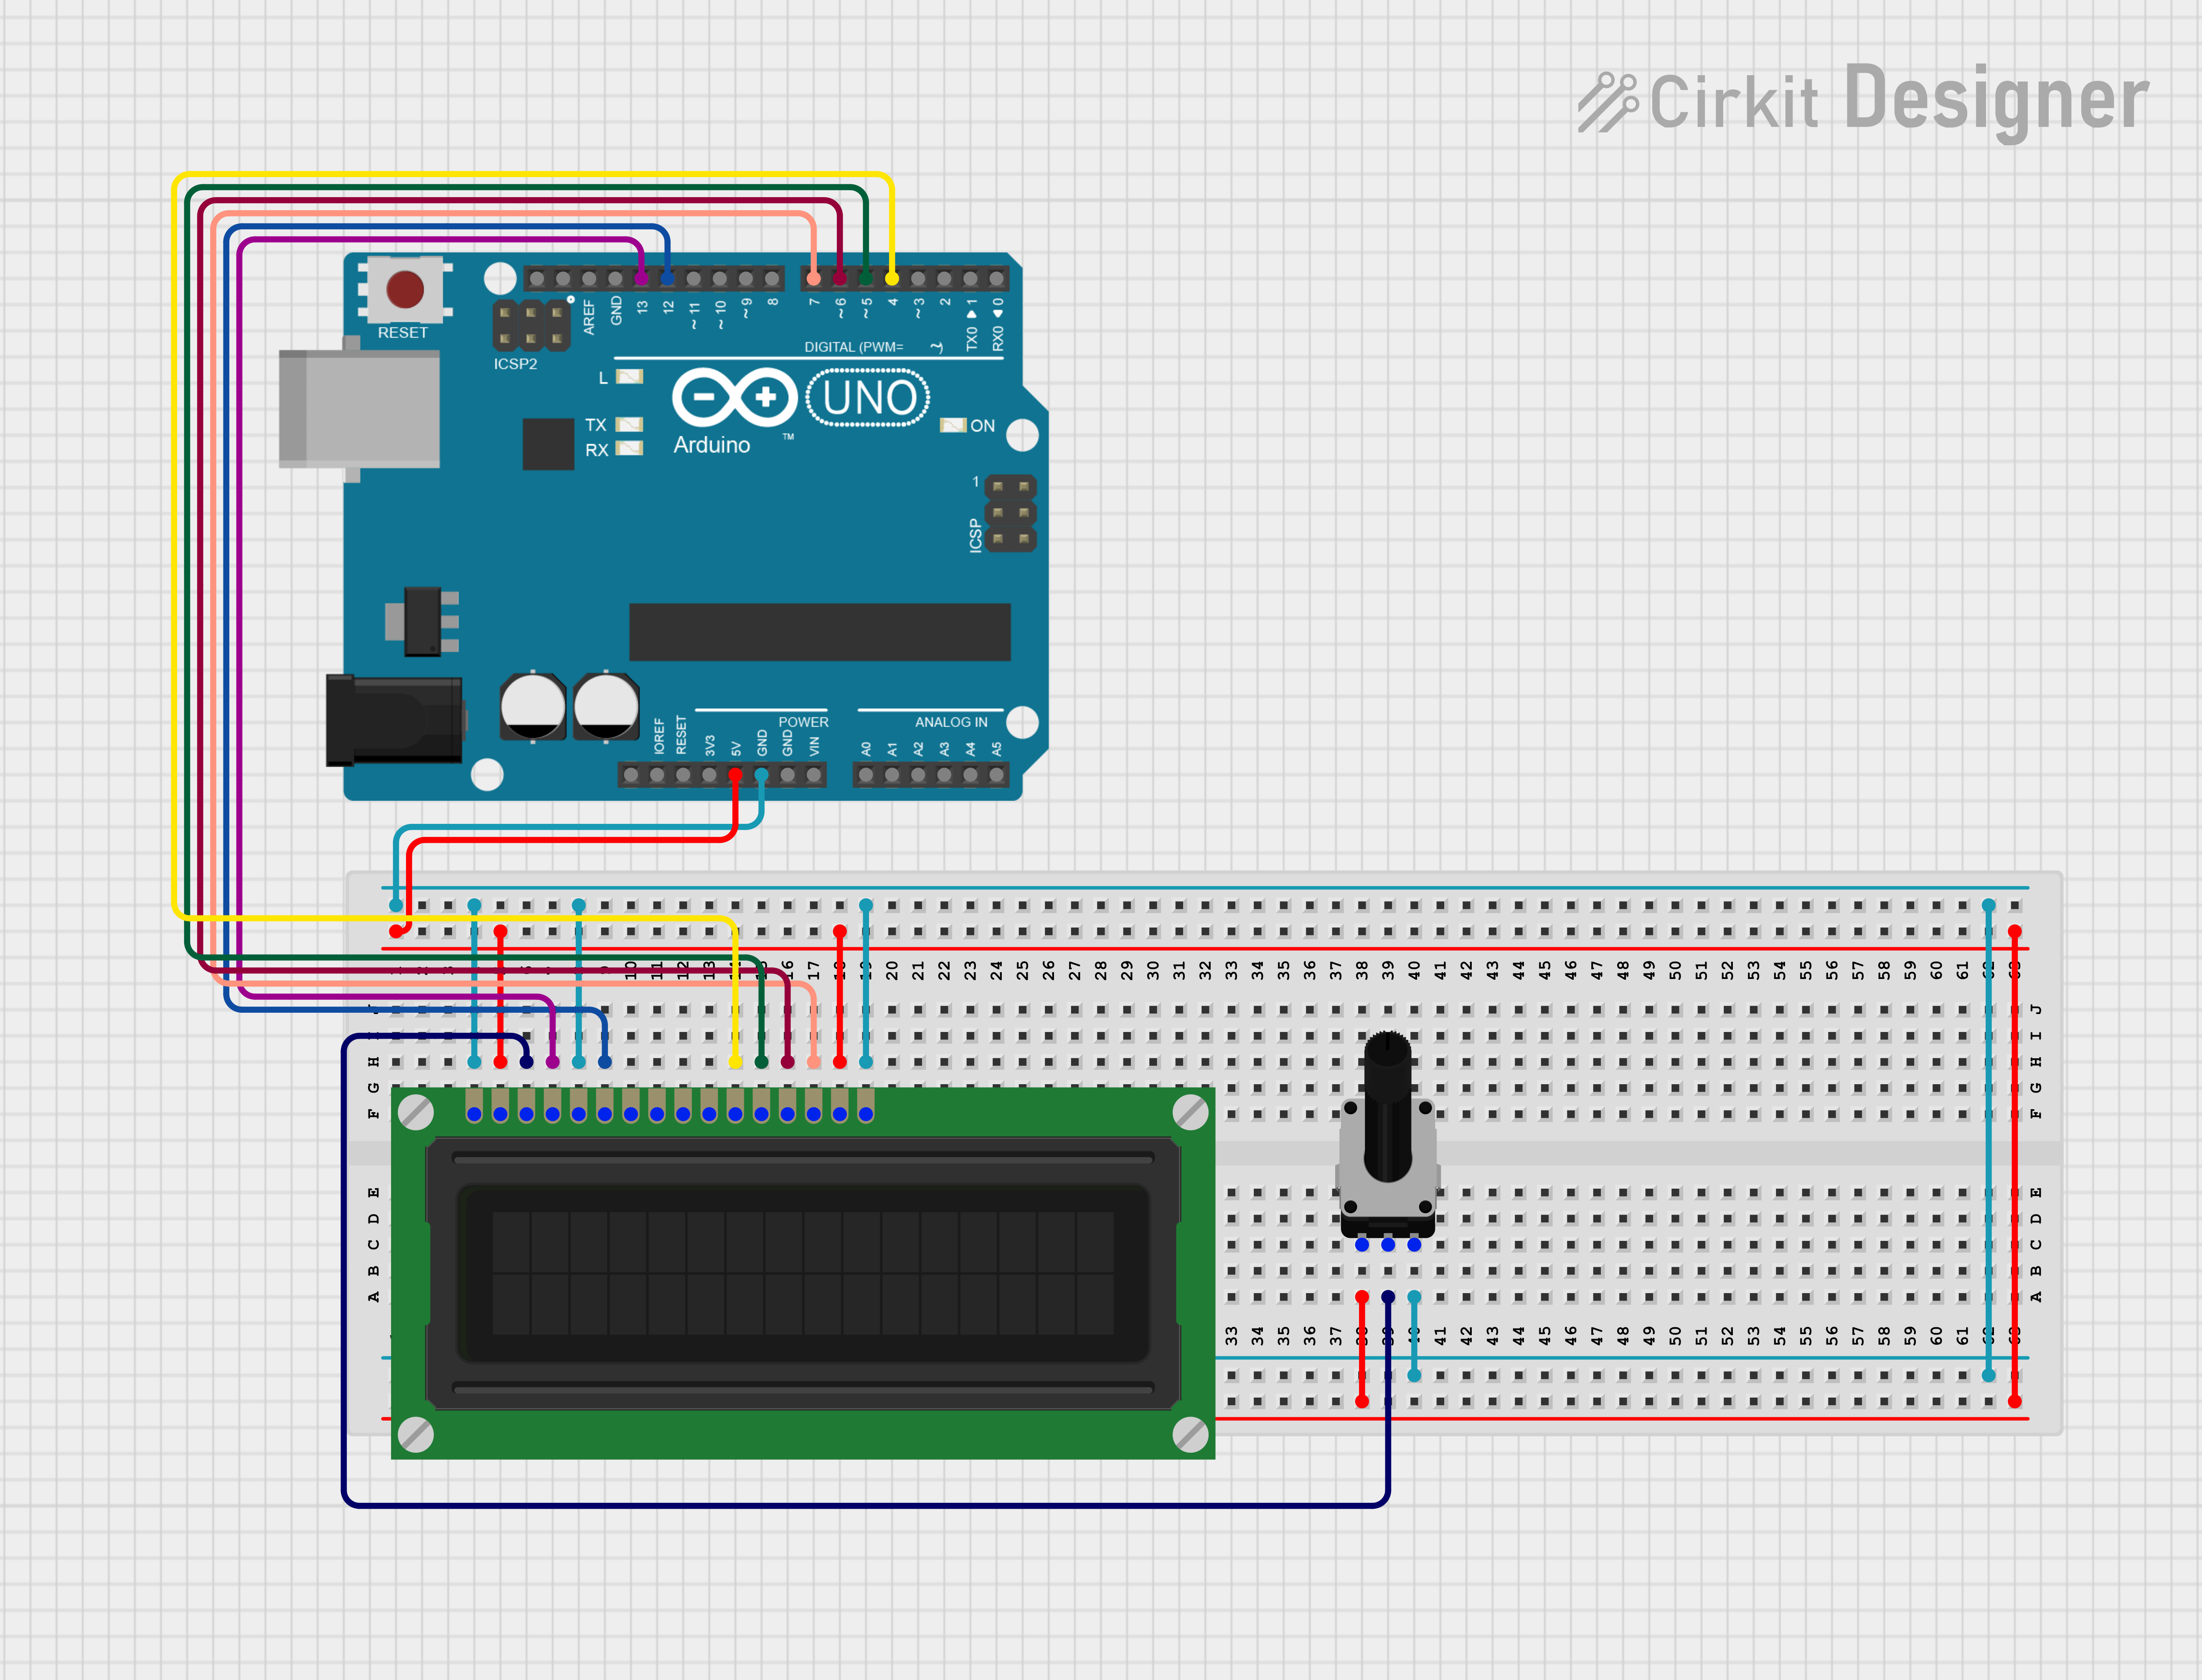 Cirkit Designer
RESET
ICSP2
AREF
GND
13
12
~ 11
~ 10
~ 9
8
7
~ 6
~ 5
4
~ 3
2
TX0 ▶ 1
RX0 ◀ 0
DIGITAL (PWM= ~)
L
TX
RX
Arduino
™
UNO
ON
1
ICSP
IOREF
RESET
3V3
5V
GND
GND
VIN
POWER
ANALOG IN
A0
A1
A2
A3
A4
A5
10 11 12 13 16 17 20 21 22 23 24 25 26 27 28 29 30 31 32 33 34 35 36 37 38 39 40 41 42 43 44 45 46 47 48 49 50 51 52 53 54 55 56 57 58 59 60 61
J
I
H H
G G
F F
E E
D D
C C
B B
A A
33 34 35 36 37 41 42 43 44 45 46 47 48 49 50 51 52 53 54 55 56 57 58 59 60 61